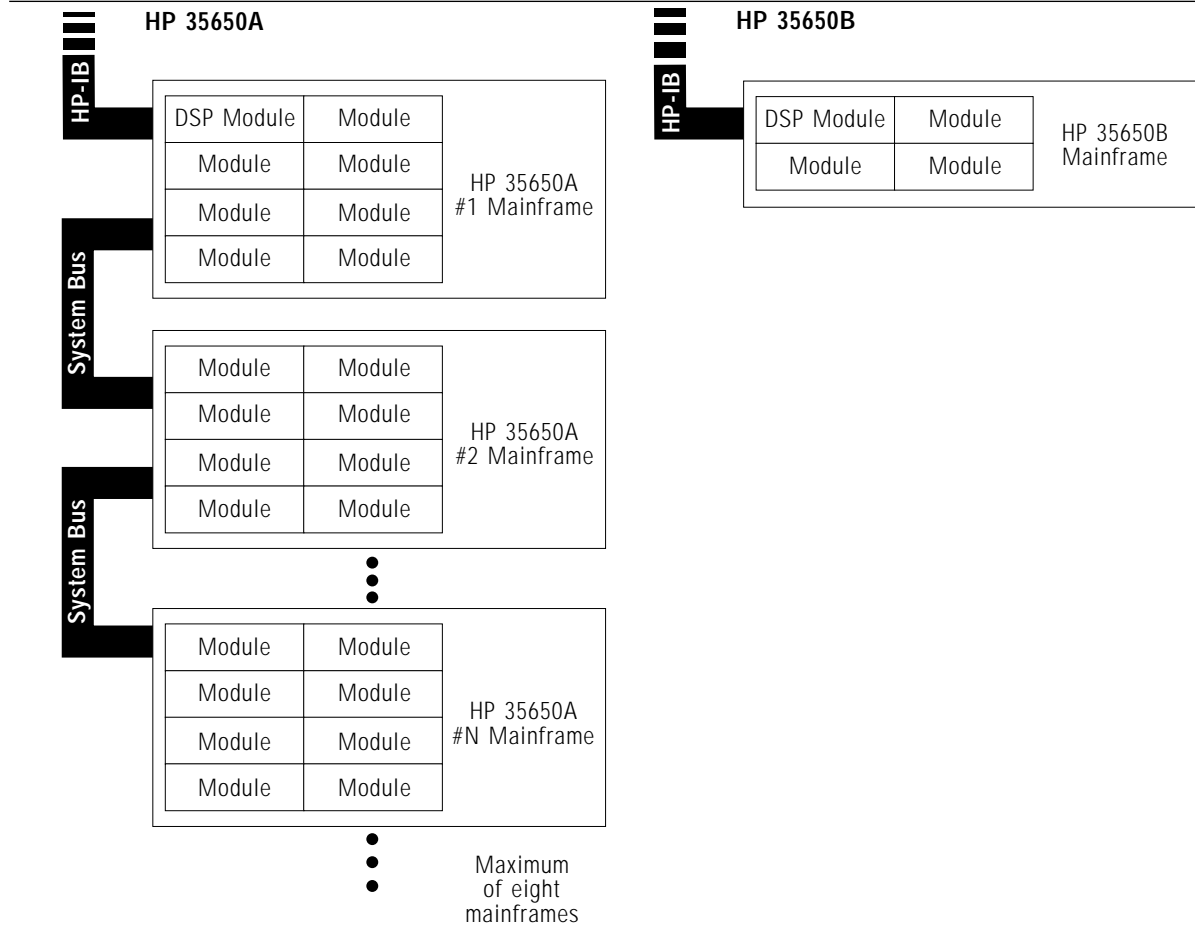 HP 35650A
HP-IB
DSP Module Module
Module Module
Module Module
Module Module
HP 35650A
#1 Mainframe
System Bus
Module Module
Module Module
Module Module
Module Module
HP 35650A
#2 Mainframe
System Bus
Module Module
Module Module
Module Module
Module Module
HP 35650A
#N Mainframe
Maximum
of eight
mainframes
HP 35650B
HP-IB
DSP Module Module
Module Module
HP 35650B
Mainframe